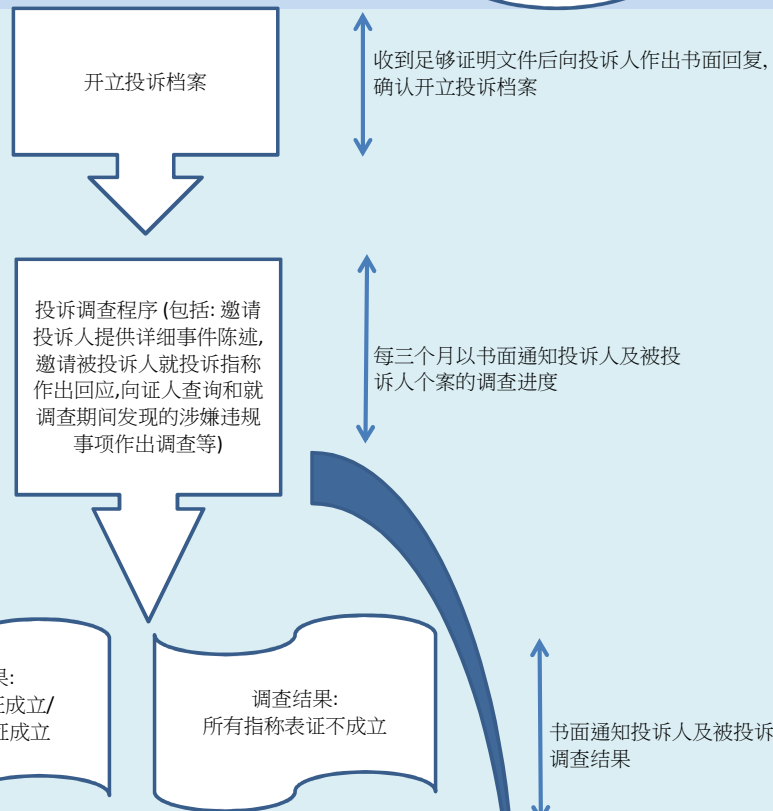 开立投诉档案
收到足够证明文件后向投诉人作出书面回复,
确认开立投诉档案
投诉调查程序 (包括: 邀请
投诉人提供详细事件陈述,
邀请被投诉人就投诉指称
作出回应,向证人查询和就
调查期间发现的涉嫌违规
事项作出调查等)
每三个月以书面通知投诉人及被投
诉人个案的调查进度
果:
证成立/
证成立
调查结果:
所有指称表证不成立
书面通知投诉人及被投诉
调查结果